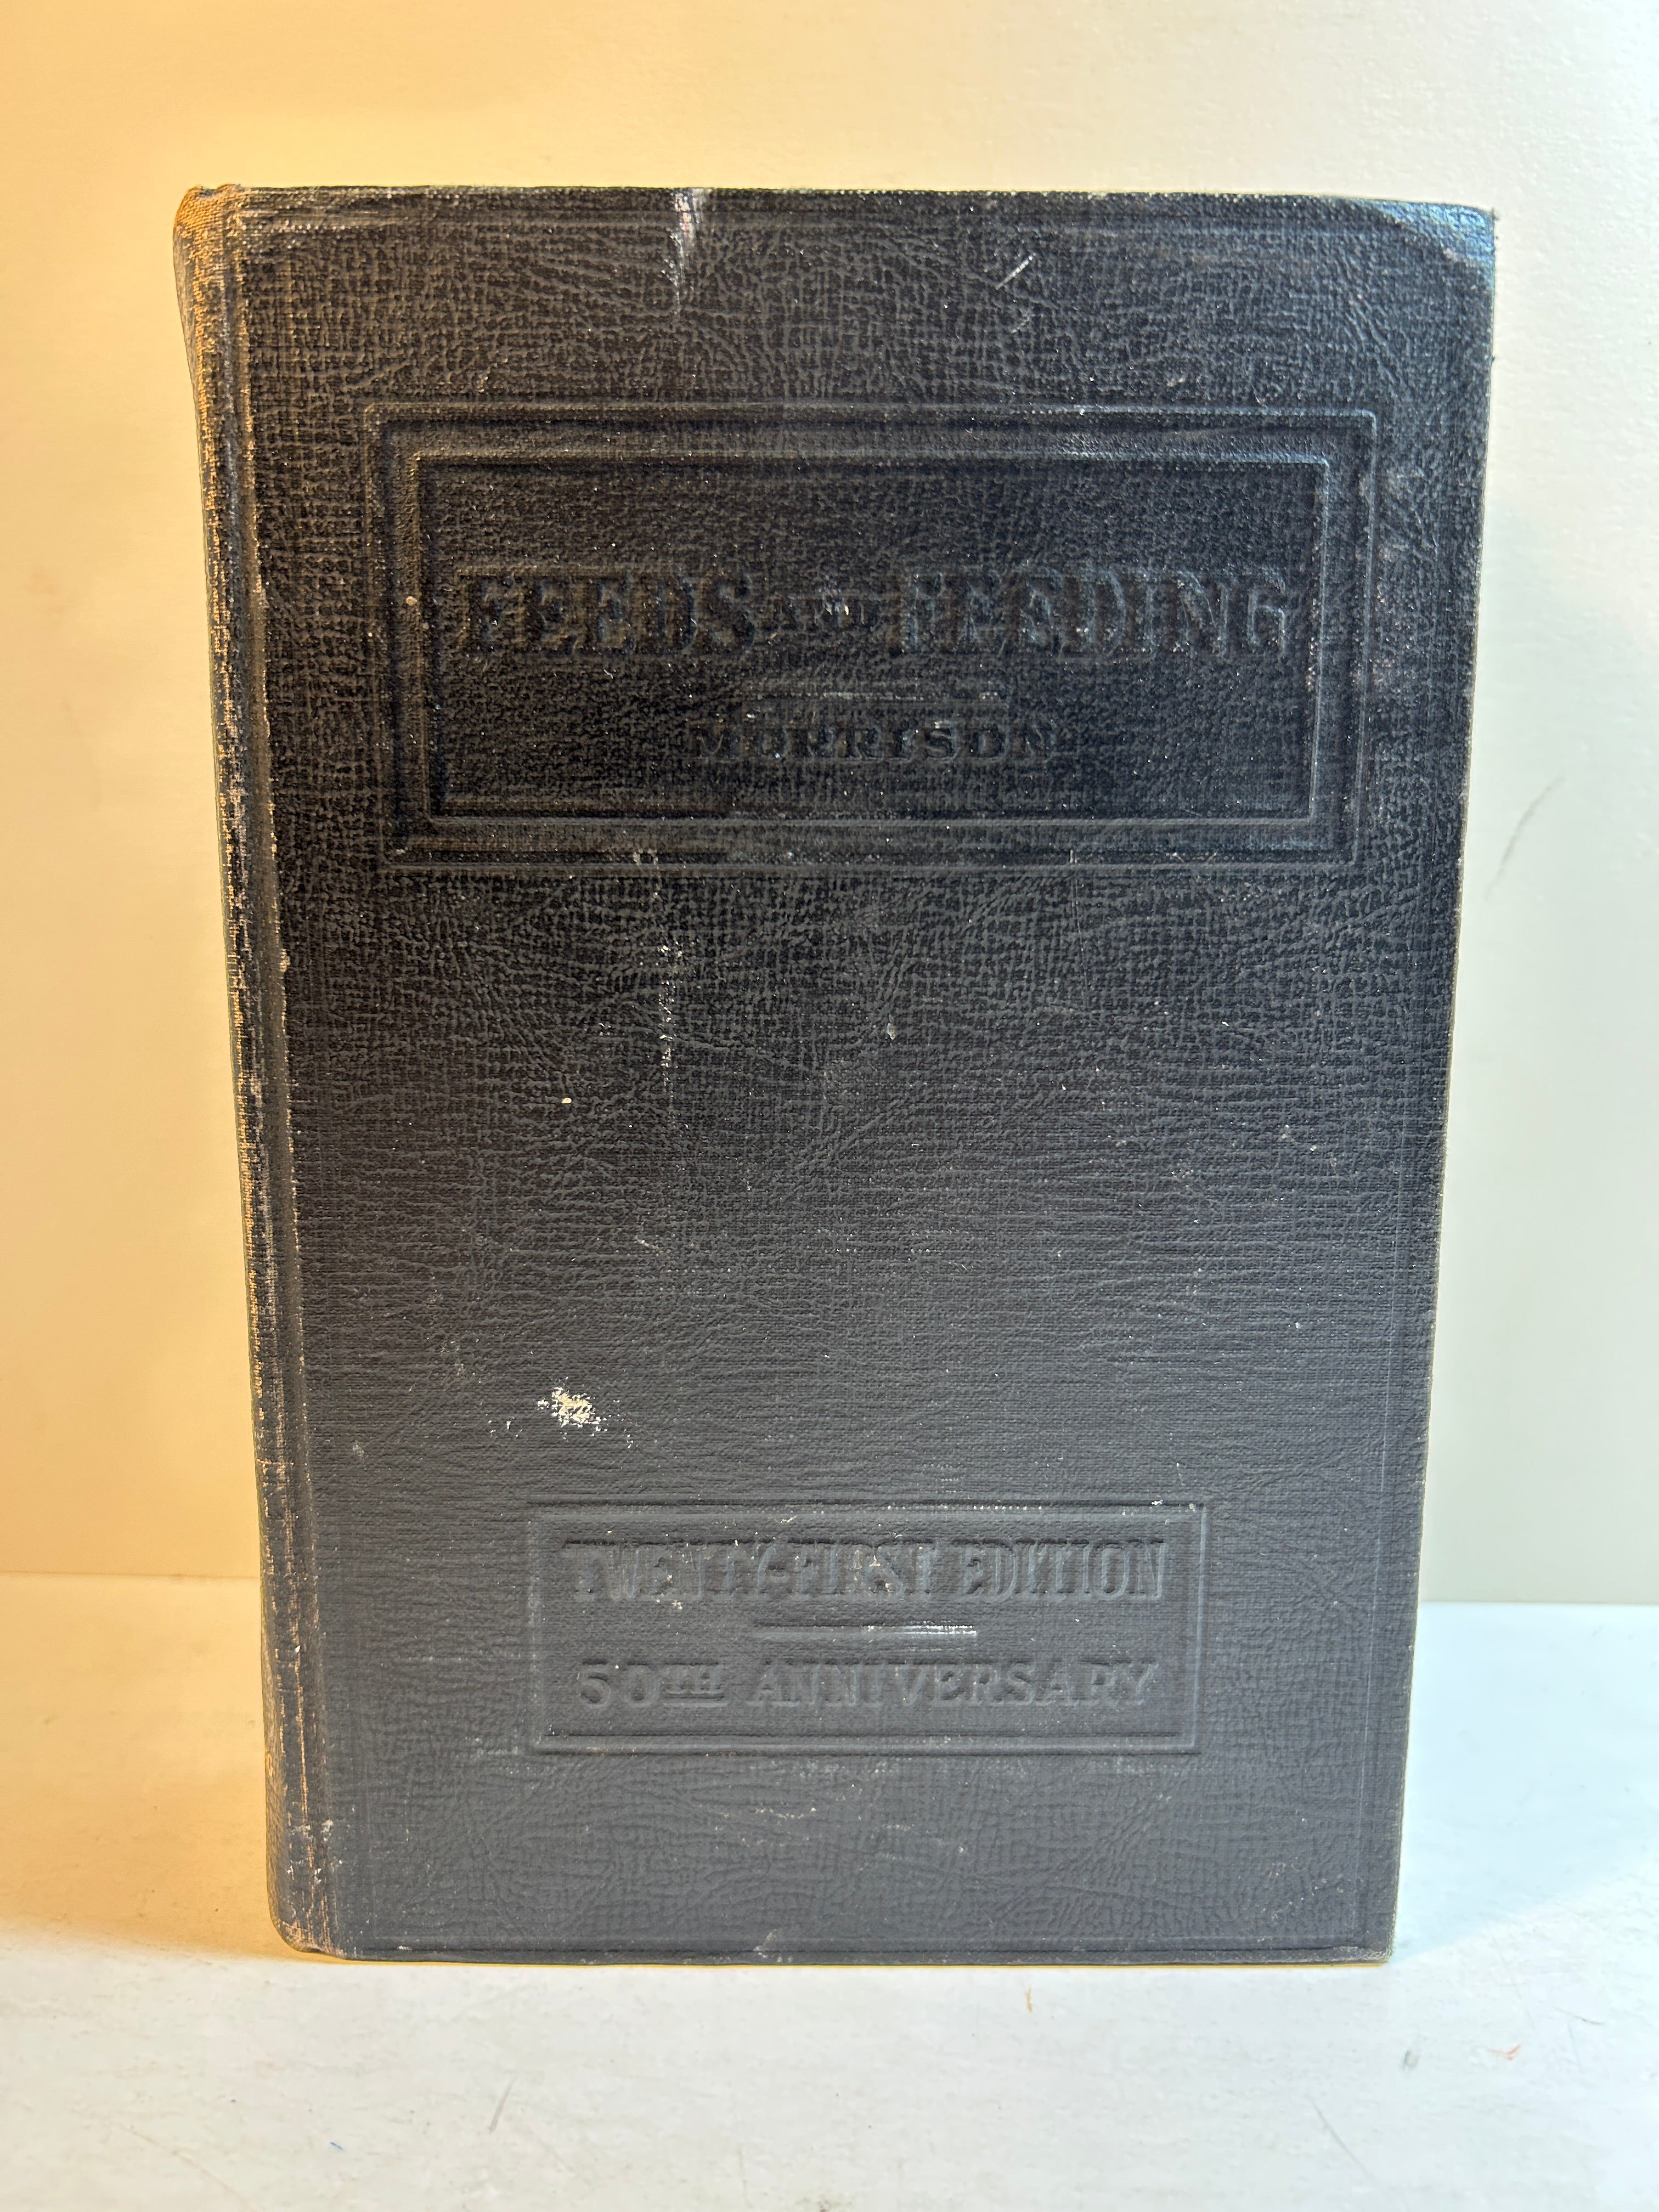 FEEDS AND FEEDING
MORRISON
TWENTY-FIRST EDITION
50TH ANNIVERSARY